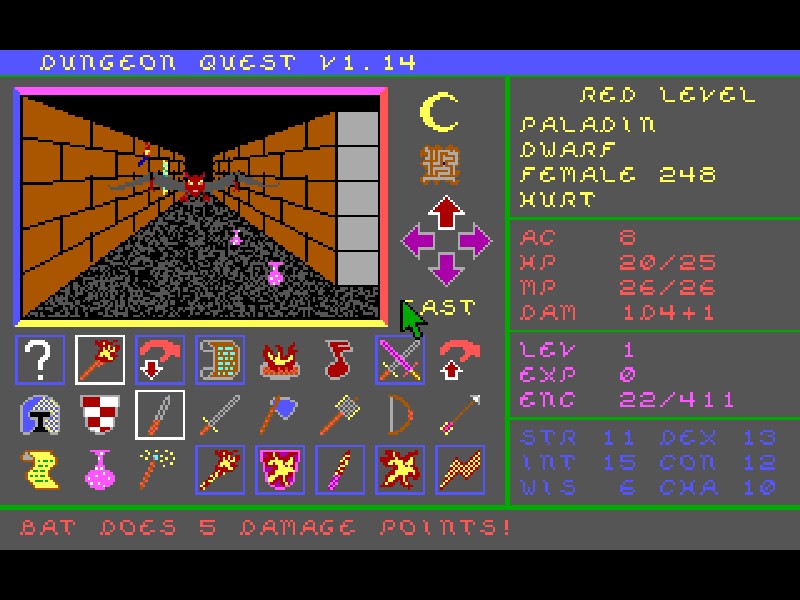 DUNGEON QUEST V1.14
RED LEVEL
PALADIN
DWARF
FEMALE 248
HURT
AC 8
HP 20/25
MP 26/26
DAM 1D4+1
EAST
LEV 1
EXP 0
ENC 22/411
STR 11 DEX 13
INT 15 CON 12
WIS 6 CHA 10
?
BAT DOES 5 DAMAGE POINTS!